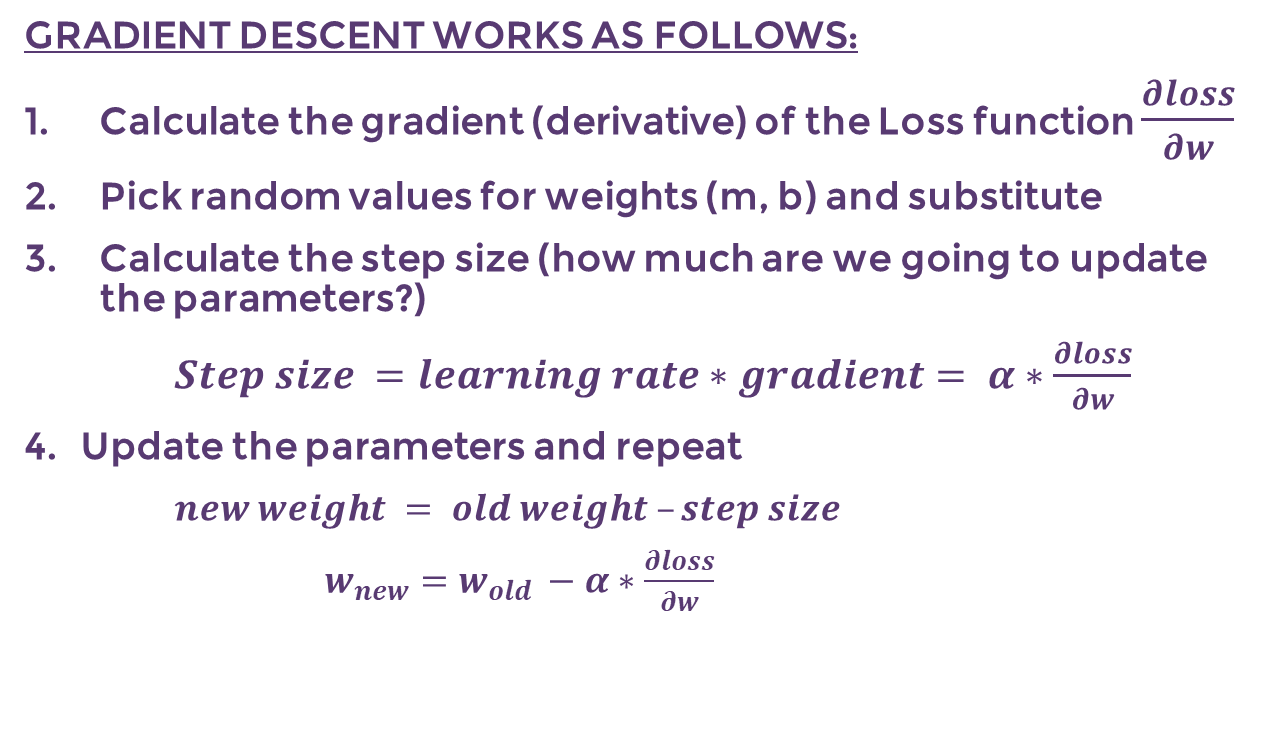 GRADIENT DESCENT WORKS AS FOLLOWS:
1. Calculate the gradient (derivative) of the Loss function ∂loss/∂w
2. Pick random values for weights (m, b) and substitute
3. Calculate the step size (how much are we going to update
the parameters?)
Step size = learning rate * gradient = α * ∂loss/∂w
4. Update the parameters and repeat
new weight = old weight – step size
w_new = w_old − α * ∂loss/∂w